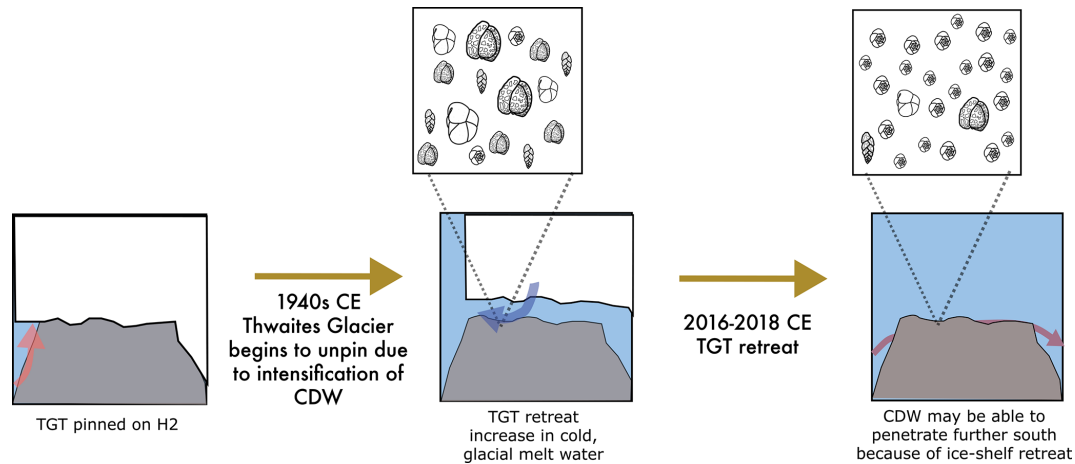 TGT pinned on H2
1940s CE
Thwaites Glacier
begins to unpin due
to intensification of
CDW
TGT retreat
increase in cold,
glacial melt water
2016-2018 CE
TGT retreat
CDW may be able to
penetrate further south
because of ice-shelf retreat